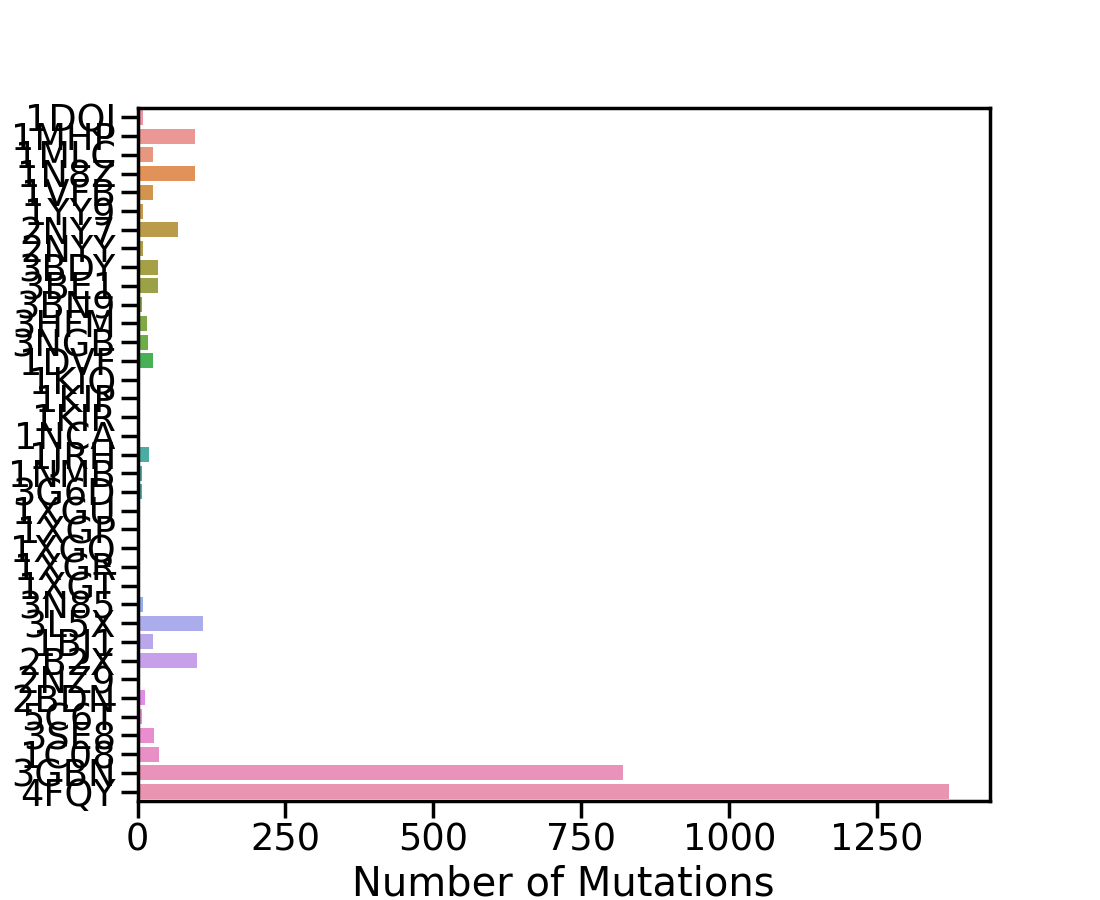 1DQJ
1MHP
1MLC
1N8Z
1VFB
1YY9
2NY7
2NYY
3BDY
3BE1
3BN9
3HFM
3NGB
1DVF
1KIQ
1KIP
1KIR
1NCA
1JRH
1NMB
3G6D
1XGU
1XGP
1XGQ
1XGR
1XGT
3N85
3L5X
1BJ1
2B2X
2NZ9
2BDN
5C6T
3SE8
1C08
3GBN
4FQY
0 250 500 750 1000 1250
Number of Mutations